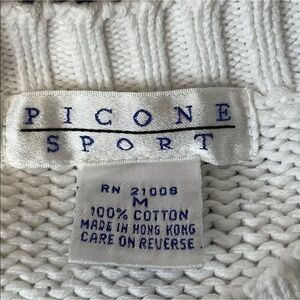 PICONE
SPORT
RN 21008
M
100% COTTON
MADE IN HONG KONG
CARE ON REVERSE